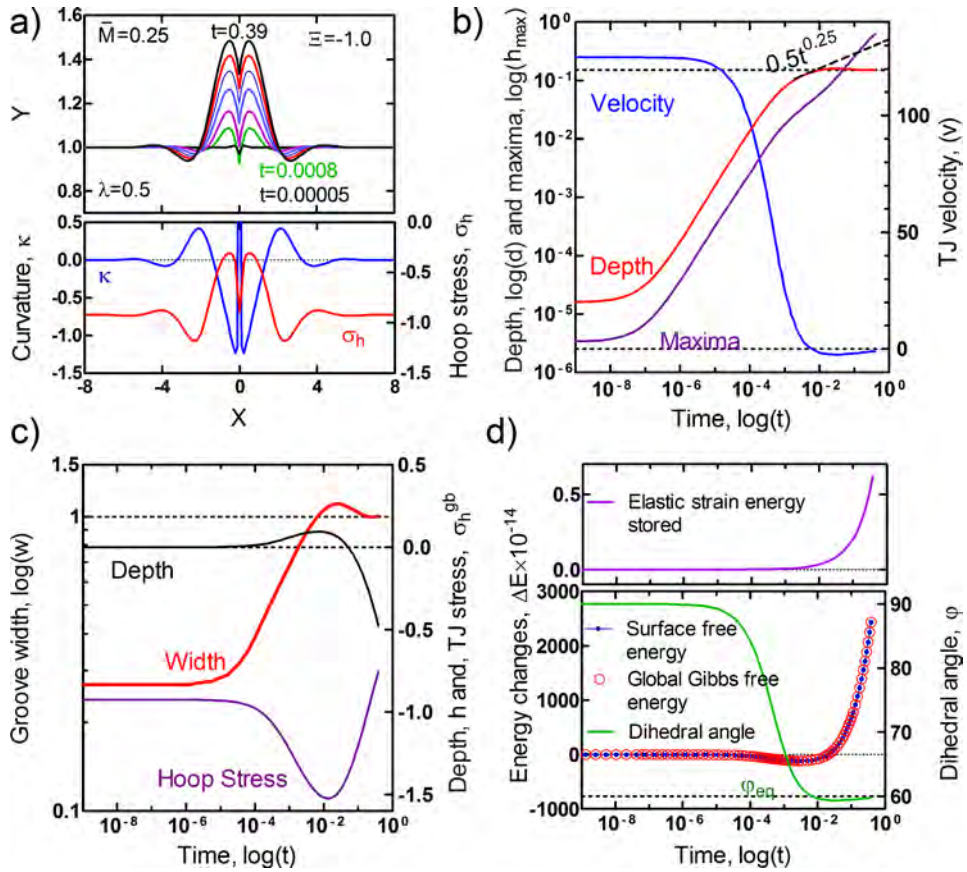 a)
M̄=0.25
t=0.39
Ξ=-1.0
1.6
1.4
1.2
1.0
0.8
Y
t=0.0008
t=0.00005
λ=0.5
0.5
0.0
-0.5
-1.0
-1.5
Curvature, κ
κ
σh
0.0
-0.5
-1.0
-1.5
Hoop stress, σh
-8 -4 0 4 8
X
b)
10⁰
10⁻¹
10⁻²
10⁻³
10⁻⁴
10⁻⁵
10⁻⁶
Depth, log(d) and maxima, log(hmax)
0.5t^0.25
Velocity
Depth
Maxima
100
50
0
TJ velocity, (v)
10⁻⁸ 10⁻⁶ 10⁻⁴ 10⁻² 10⁰
Time, log(t)
c)
1.5
1
0.1
Groove width, log(w)
Depth
Width
Hoop Stress
0.5
0.0
-0.5
-1.0
-1.5
Depth, h and, TJ stress, σh^gb
10⁻⁸ 10⁻⁶ 10⁻⁴ 10⁻² 10⁰
Time, log(t)
d)
0.5
0.0
Elastic strain energy
stored
3000
2000
1000
0
-1000
Energy changes, ΔE×10⁻¹⁴
Surface free
energy
Global Gibbs free
energy
Dihedral angle
φeq
90
80
70
60
Dihedral angle, φ
10⁻⁸ 10⁻⁶ 10⁻⁴ 10⁻² 10⁰
Time, log(t)